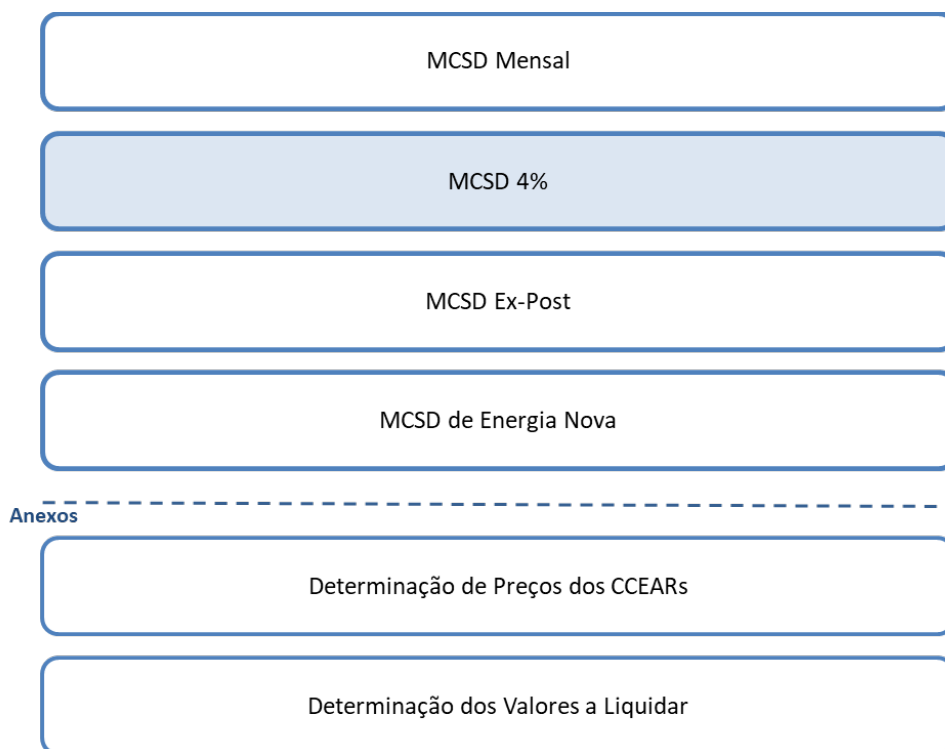 MCSD Mensal
MCSD 4%
MCSD Ex-Post
MCSD de Energia Nova
Anexos
Determinação de Preços dos CCEARs
Determinação dos Valores a Liquidar